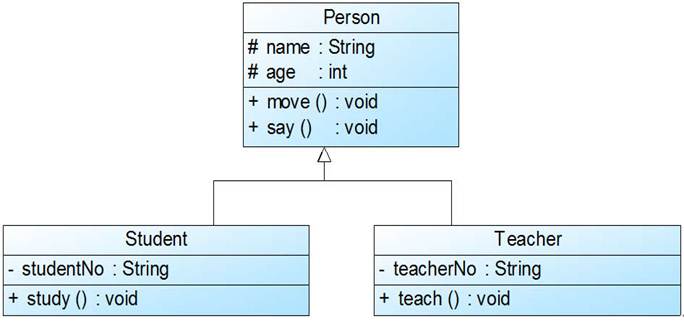 Person
# name : String
# age : int
+ move () : void
+ say () : void
Student
- studentNo : String
+ study () : void
Teacher
- teacherNo : String
+ teach () : void